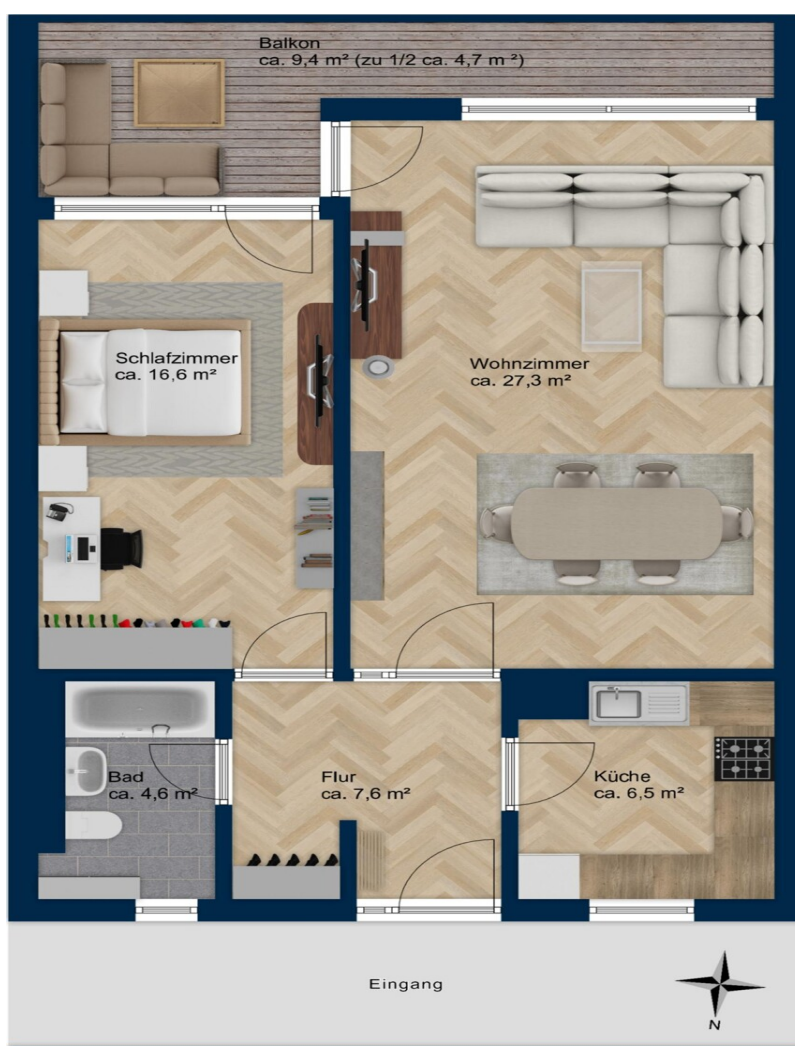 Balkon
ca. 9,4 m² (zu 1/2 ca. 4,7 m ²)
Schlafzimmer
ca. 16,6 m²
Wohnzimmer
ca. 27,3 m²
Bad
ca. 4,6 m²
Flur
ca. 7,6 m²
Küche
ca. 6,5 m²
Eingang
N